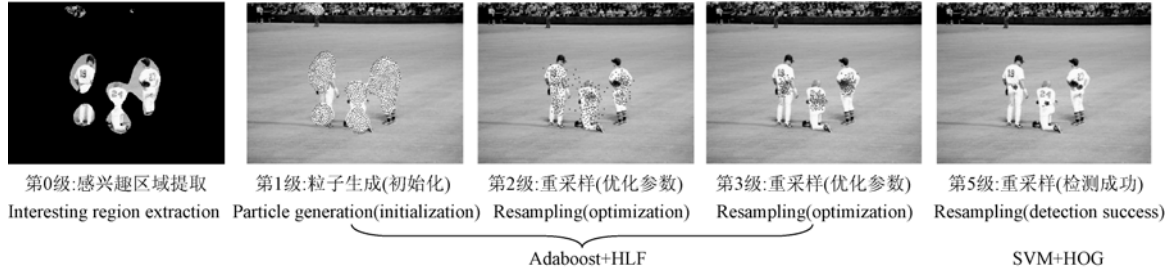 第0级:感兴趣区域提取
Interesting region extraction
第1级:粒子生成(初始化)
Particle generation(initialization)
第2级:重采样(优化参数)
Resampling(optimization)
第3级:重采样(优化参数)
Resampling(optimization)
第5级:重采样(检测成功)
Resampling(detection success)
Adaboost+HLF
SVM+HOG